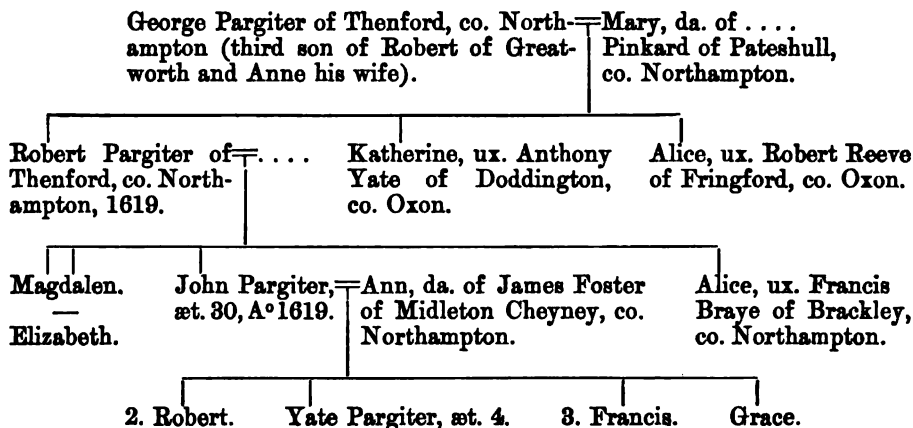 George Pargiter of Thenford, co. North-
ampton (third son of Robert of Great-
worth and Anne his wife).
Mary, da. of . . . .
Pinkard of Pateshull,
co. Northampton.
Robert Pargiter of
Thenford, co. North-
ampton, 1619.
. . . .
Katherine, ux. Anthony
Yate of Doddington,
co. Oxon.
Alice, ux. Robert Reeve
of Fringford, co. Oxon.
Magdalen.
—
Elizabeth.
John Pargiter,
æt. 30, Aº 1619.
Ann, da. of James Foster
of Midleton Cheyney, co.
Northampton.
Alice, ux. Francis
Braye of Brackley,
co. Northampton.
2. Robert.
Yate Pargiter, æt. 4.
3. Francis.
Grace.